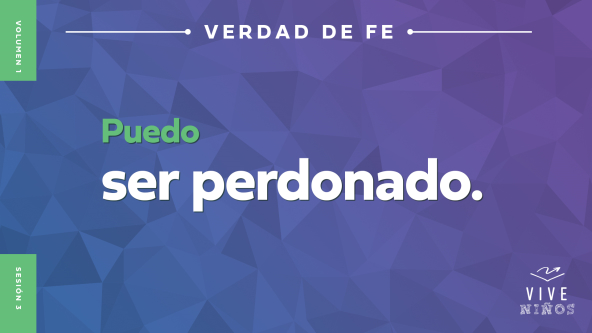 VOLUMEN 1
VERDAD DE FE
Puedo
ser perdonado.
SESIÓN 3
VIVE
NIÑOS